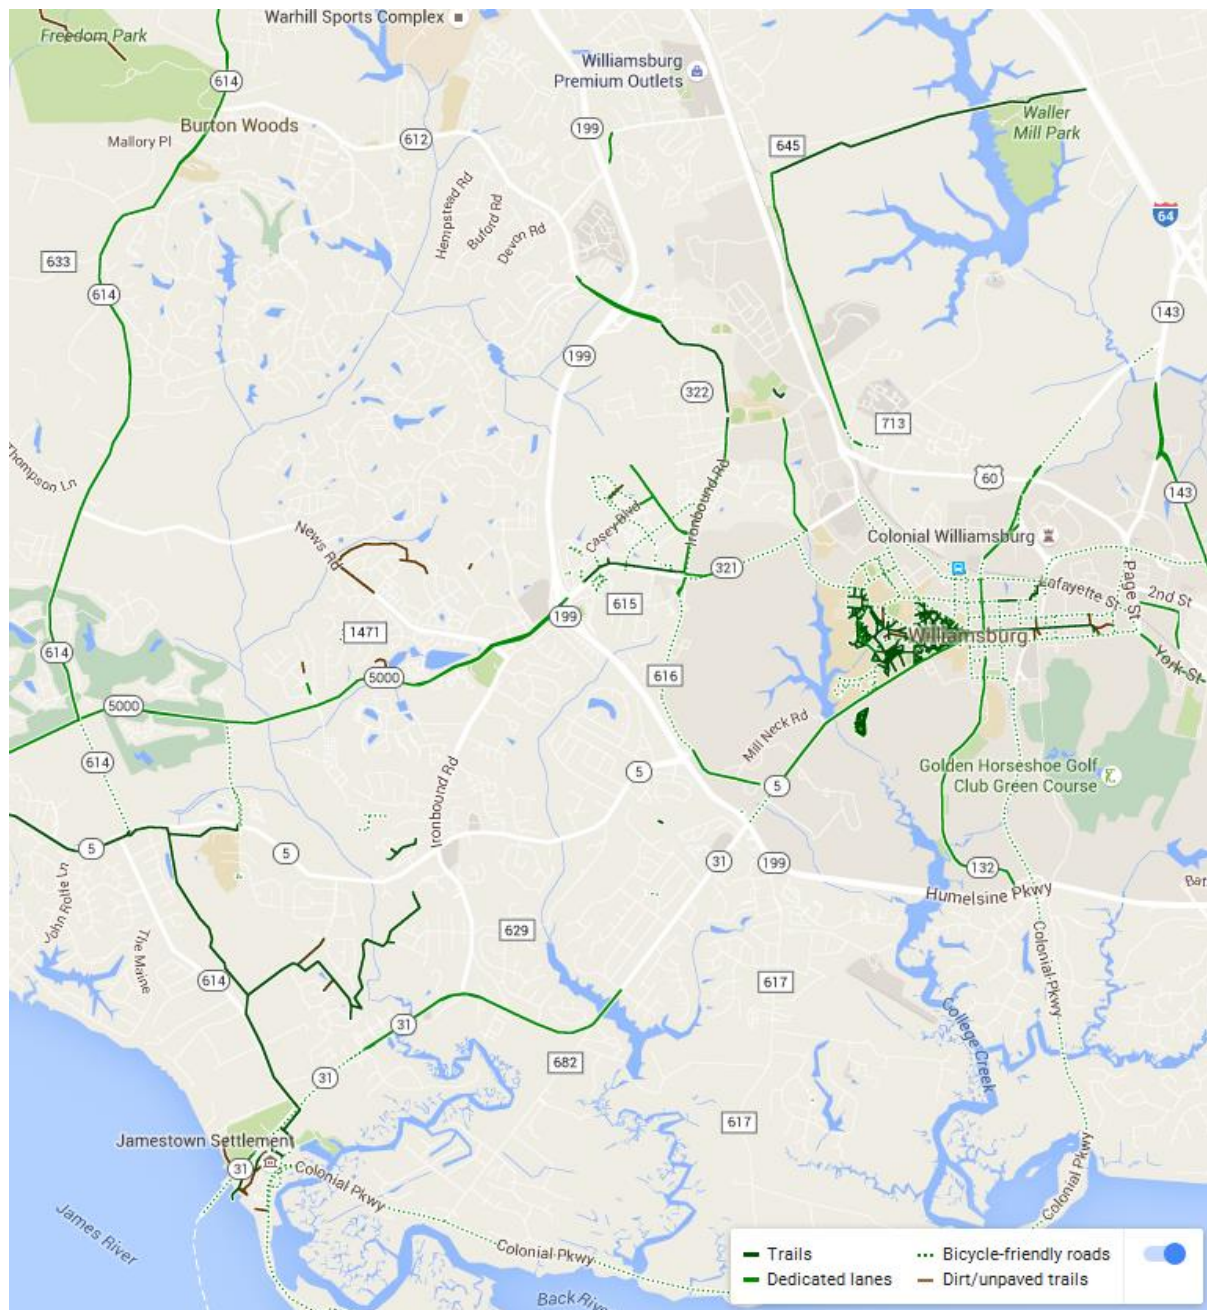 Warhill Sports Complex
Freedom Park
Williamsburg
Premium Outlets
614
Burton Woods
Mallory Pl
612
199
645
Waller
Mill Park
64
Hempstead Rd
Buford Rd
Devon Rd
633
614
143
199
322
713
Thompson Ln
60
143
News Rd
Casey Blvd
Ironbound Rd
Colonial Williamsburg
321
Page St
Lafayette St
2nd St
615
199
1471
Williamsburg
614
York St
616
5000
5000
Mill Neck Rd
614
5
5
Golden Horseshoe Golf
Club Green Course
Ironbound Rd
5
5
31
199
132
Humelsine Pkwy
Bat
John Rolfe Ln
The Maine
629
Colonial Pkwy
614
617
31
College Creek
682
31
617
Jamestown Settlement
31
Colonial Pkwy
Colonial Pkwy
James River
Colonial Pkwy
Back River
Trails
Bicycle-friendly roads
Dedicated lanes
Dirt/unpaved trails